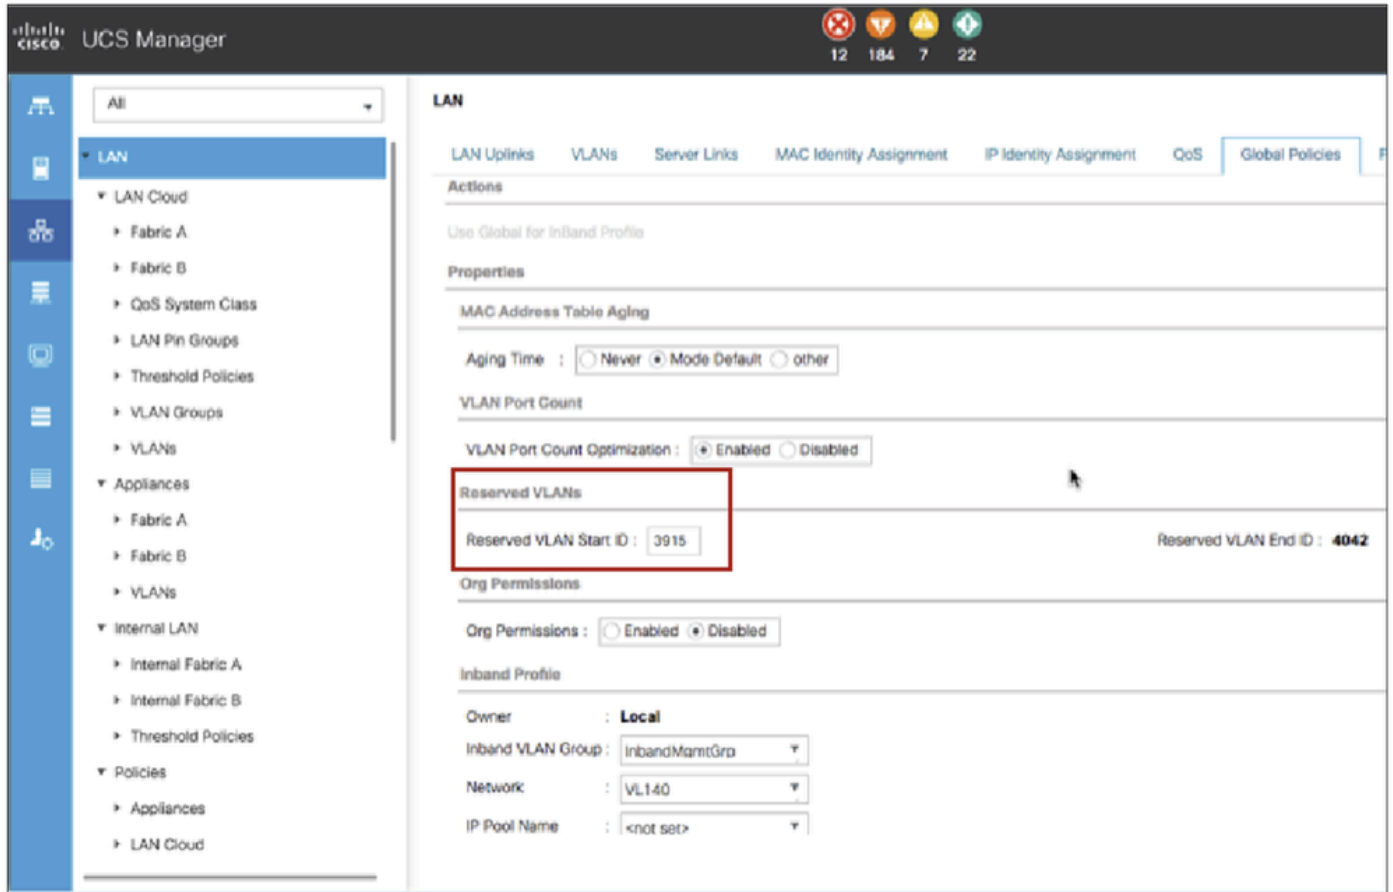 cisco UCS Manager
12 184 7 22
All
LAN
LAN Cloud
Fabric A
Fabric B
QoS System Class
LAN Pin Groups
Threshold Policies
VLAN Groups
VLANs
Appliances
Fabric A
Fabric B
VLANs
Internal LAN
Internal Fabric A
Internal Fabric B
Threshold Policies
Policies
Appliances
LAN Cloud
LAN
LAN Uplinks VLANs Server Links MAC Identity Assignment IP Identity Assignment QoS Global Policies
Actions
Use Global for InBand Profile
Properties
MAC Address Table Aging
Aging Time : Never Mode Default other
VLAN Port Count
VLAN Port Count Optimization : Enabled Disabled
Reserved VLANs
Reserved VLAN Start ID : 3915 Reserved VLAN End ID : 4042
Org Permissions
Org Permissions : Enabled Disabled
Inband Profile
Owner : Local
Inband VLAN Group : InbandMgmtGrp
Network : VL140
IP Pool Name : <not set>